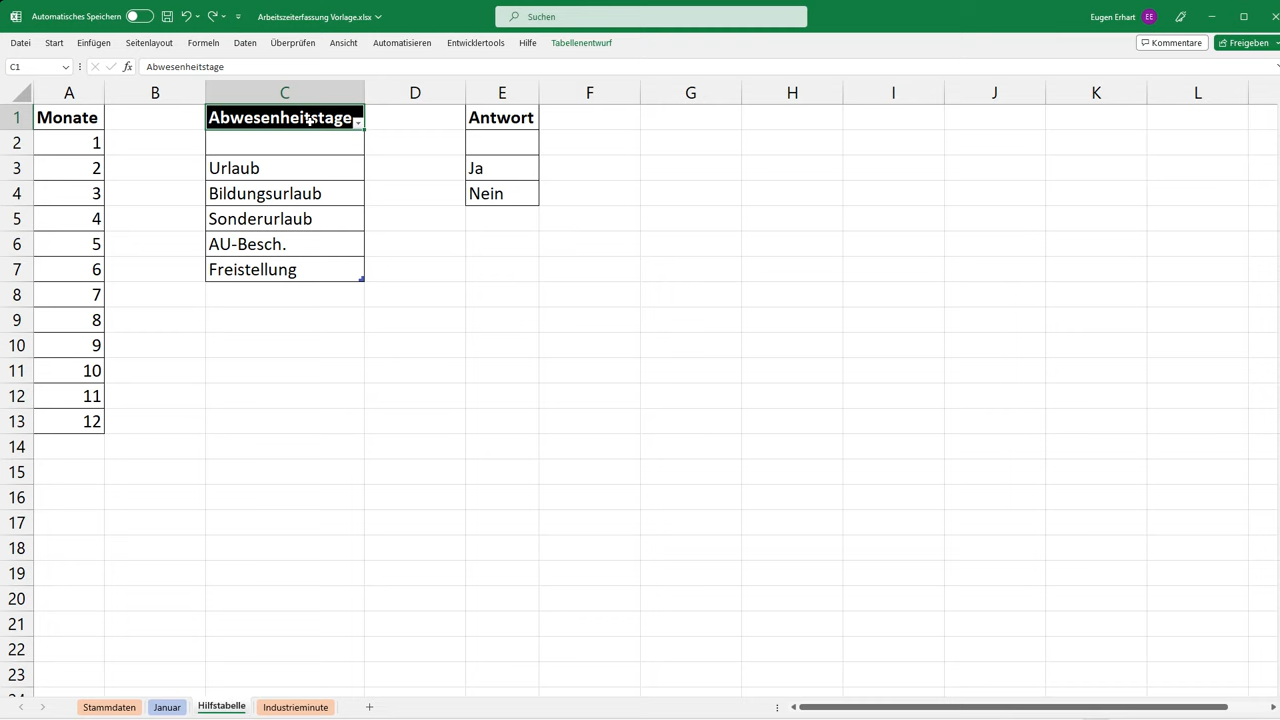 Automatisches Speichern
Arbeitszeiterfassung Vorlage.xlsx
Suchen
Eugen Erhart
EE
Datei Start Einfügen Seitenlayout Formeln Daten Überprüfen Ansicht Automatisieren Entwicklertools Hilfe Tabellenentwurf
Kommentare
Freigeben
C1
fx
Abwesenheitstage
A B C D E F G H I J K L
1 Monate Abwesenheitstage Antwort
2 1
3 2 Urlaub Ja
4 3 Bildungsurlaub Nein
5 4 Sonderurlaub
6 5 AU-Besch.
7 6 Freistellung
8 7
9 8
10 9
11 10
12 11
13 12
14
15
16
17
18
19
20
21
22
23
Stammdaten Januar Hilfstabelle Industrieminute